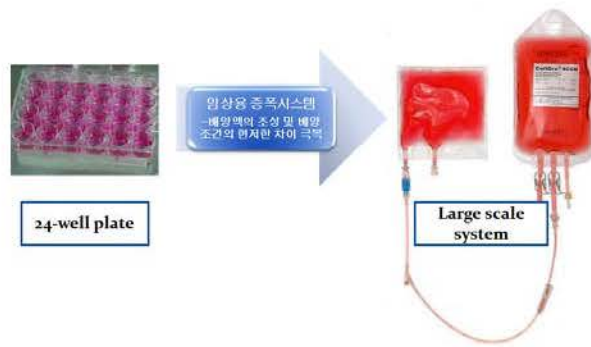 임상용 증폭시스템
-배양액의 조성 및 배양
조건의 현저한 차이 극복
24-well plate
Large scale
system